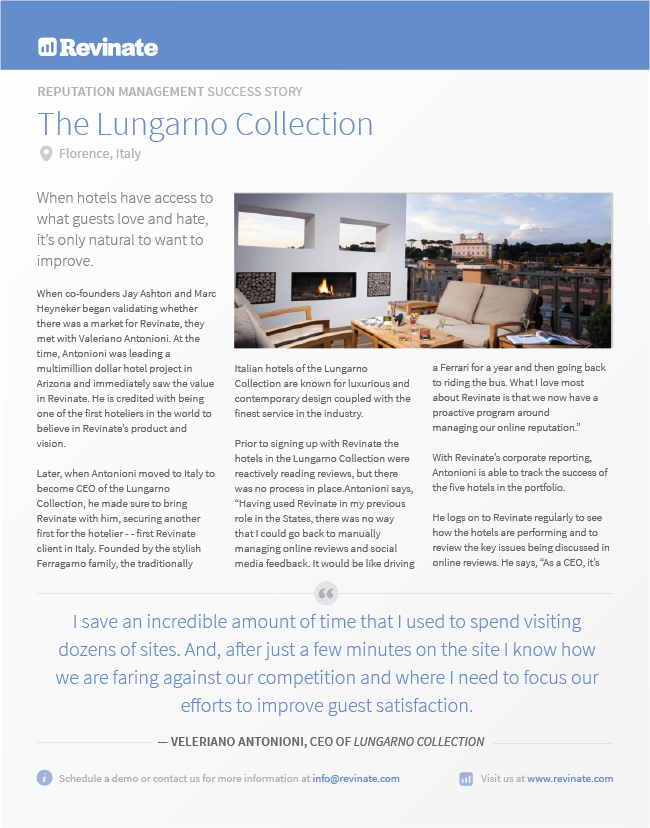 Revinate
REPUTATION MANAGEMENT SUCCESS STORY
The Lungarno Collection
Florence, Italy
When hotels have access to
what guests love and hate,
it's only natural to want to
improve.
When co-founders Jay Ashton and Marc
Heyneker began validating whether
there was a market for Revinate, they
met with Valeriano Antonioni. At the
time, Antonioni was leading a
multimillion dollar hotel project in
Arizona and immediately saw the value
in Revinate. He is credited with being
one of the first hoteliers in the world to
believe in Revinate's product and
vision.
Later, when Antonioni moved to Italy to
become CEO of the Lungarno
Collection, he made sure to bring
Revinate with him, securing another
first for the hotelier - - first Revinate
client in Italy. Founded by the stylish
Ferragamo family, the traditionally
Italian hotels of the Lungarno
Collection are known for luxurious and
contemporary design coupled with the
finest service in the industry.
Prior to signing up with Revinate the
hotels in the Lungarno Collection were
reactively reading reviews, but there
was no process in place.Antonioni says,
“Having used Revinate in my previous
role in the States, there was no way
that I could go back to manually
managing online reviews and social
media feedback. It would be like driving
a Ferrari for a year and then going back
to riding the bus. What I love most
about Revinate is that we now have a
proactive program around
managing our online reputation.”
With Revinate's corporate reporting,
Antonioni is able to track the success of
the five hotels in the portfolio.
He logs on to Revinate regularly to see
how the hotels are performing and to
review the key issues being discussed in
online reviews. He says, “As a CEO, it's
“
I save an incredible amount of time that I used to spend visiting
dozens of sites. And, after just a few minutes on the site I know how
we are faring against our competition and where I need to focus our
efforts to improve guest satisfaction.
— VELERIANO ANTONIONI, CEO OF LUNGARNO COLLECTION
i Schedule a demo or contact us for more information at info@revinate.com
Visit us at www.revinate.com